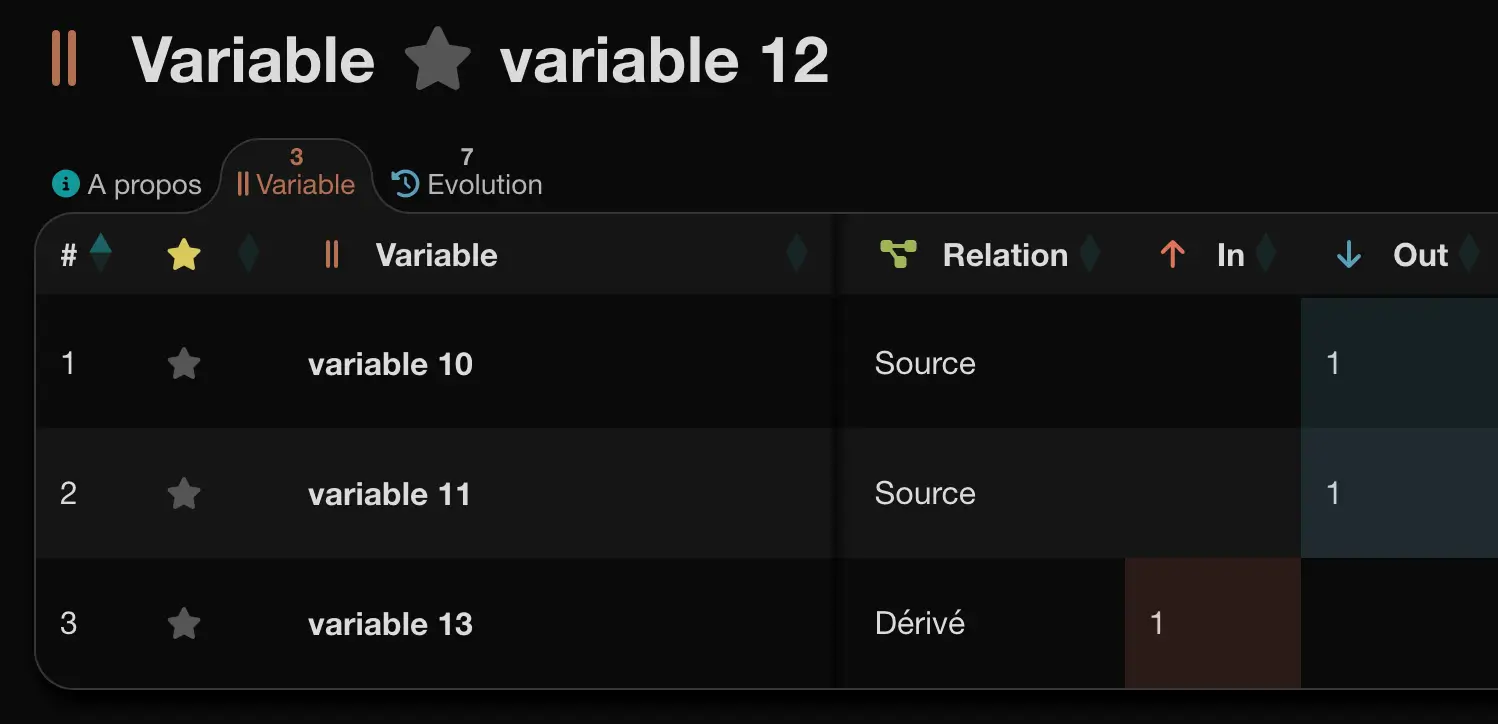 Variable variable 12
3 7
A propos Variable Evolution
# Variable Relation In Out
1 variable 10 Source 1
2 variable 11 Source 1
3 variable 13 Dérivé 1